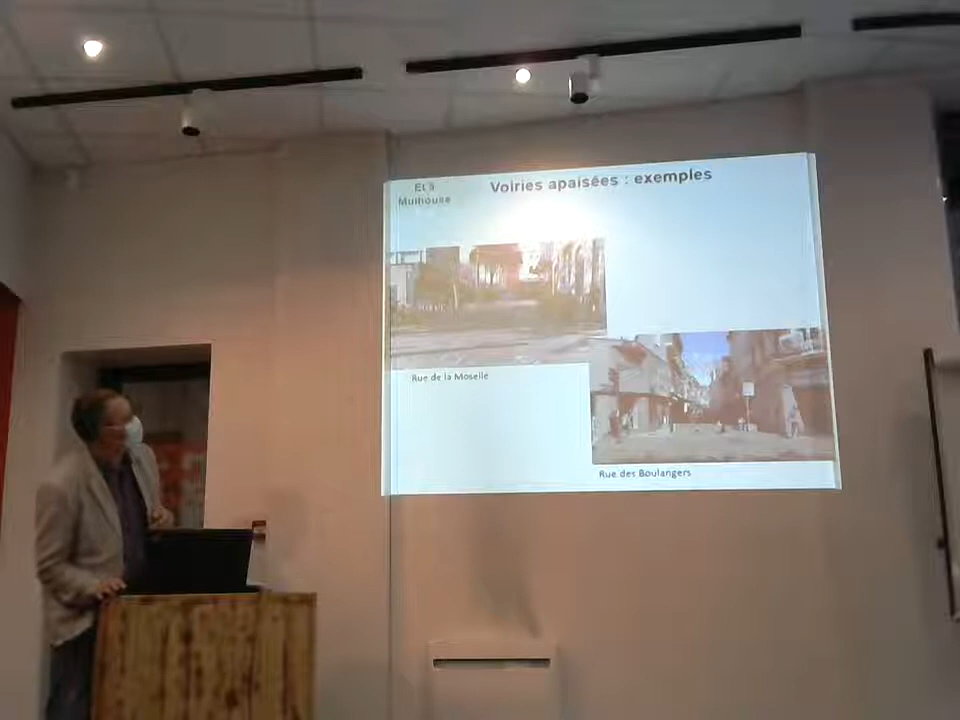 Et à
Mulhouse
Voiries apaisées : exemples
Rue de la Moselle
Rue des Boulangers